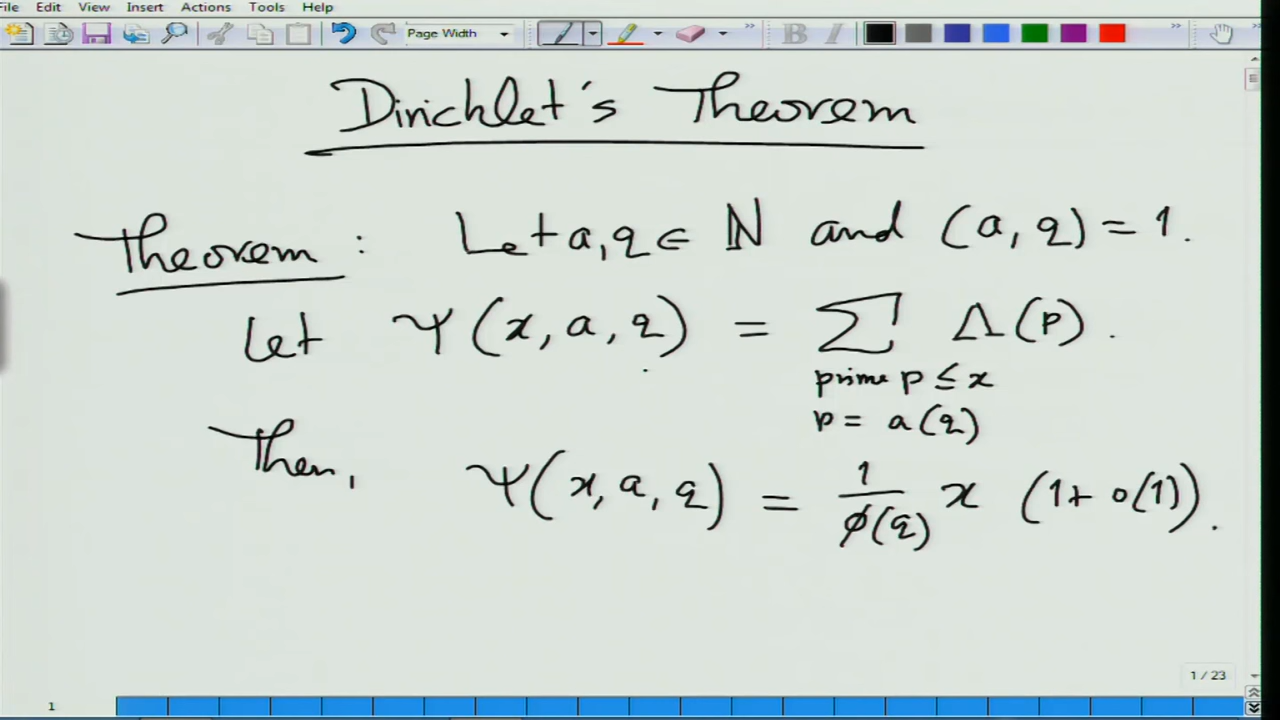 File Edit View Insert Actions Tools Help
Page Width B I
Dirichlet's Theorem
Theorem : Let a, q ∈ ℕ and (a, q) = 1.
Let Ψ(x, a, q) = ∑ Λ(p).
prime p ≤ x
p = a(q)
Then, Ψ(x, a, q) = 1/φ(q) x (1 + o(1)).
1 / 23
1